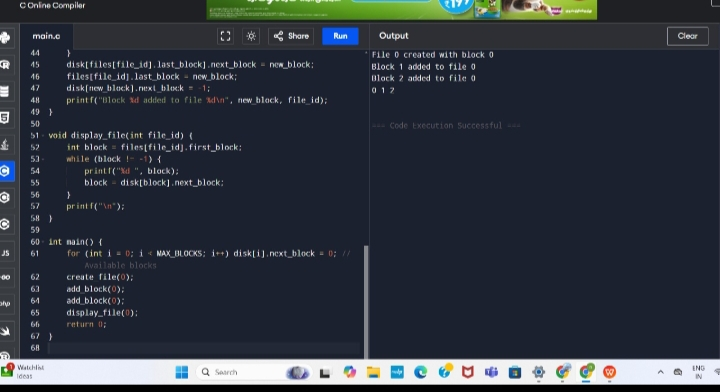 C Online Compiler
main.c
Share
Run
Output
Clear
44 }
45 disk[files[file_id].last_block].next_block = new_block;
46 files[file_id].last_block = new_block;
47 disk[new_block].next_block = -1;
48 printf("Block %d added to file %d\n", new_block, file_id);
49 }
50
51 void display_file(int file_id) {
52 int block = files[file_id].first_block;
53 while (block != -1) {
54 printf("%d ", block);
55 block = disk[block].next_block;
56 }
57 printf("\n");
58 }
59
60 int main() {
61 for (int i = 0; i < MAX_BLOCKS; i++) disk[i].next_block = 0; //
Available blocks
62 create_file(0);
63 add_block(0);
64 add_block(0);
65 display_file(0);
66 return 0;
67 }
68
File 0 created with block 0
Block 1 added to file 0
Block 2 added to file 0
0 1 2
=== Code Execution Successful ===
JS
php
Watchlist
Ideas
Search
ENG
IN